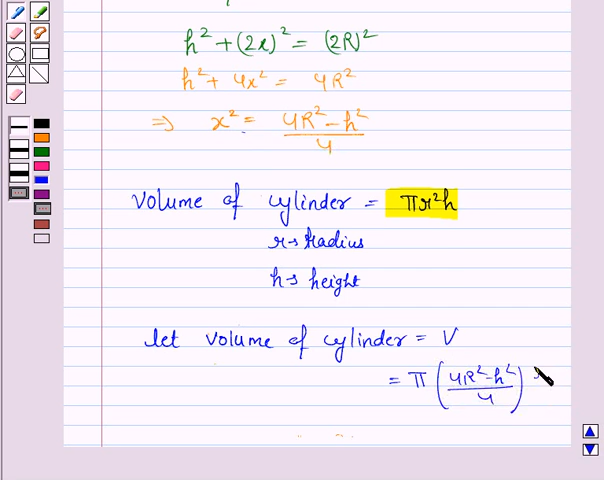 h² + (2x)² = (2R)²
h² + 4x² = 4R²
⇒ x² = (4R² − h²)/4
Volume of cylinder = πr²h
r → radius
h → height
let volume of cylinder = V
= π ((4R² − h²)/4)